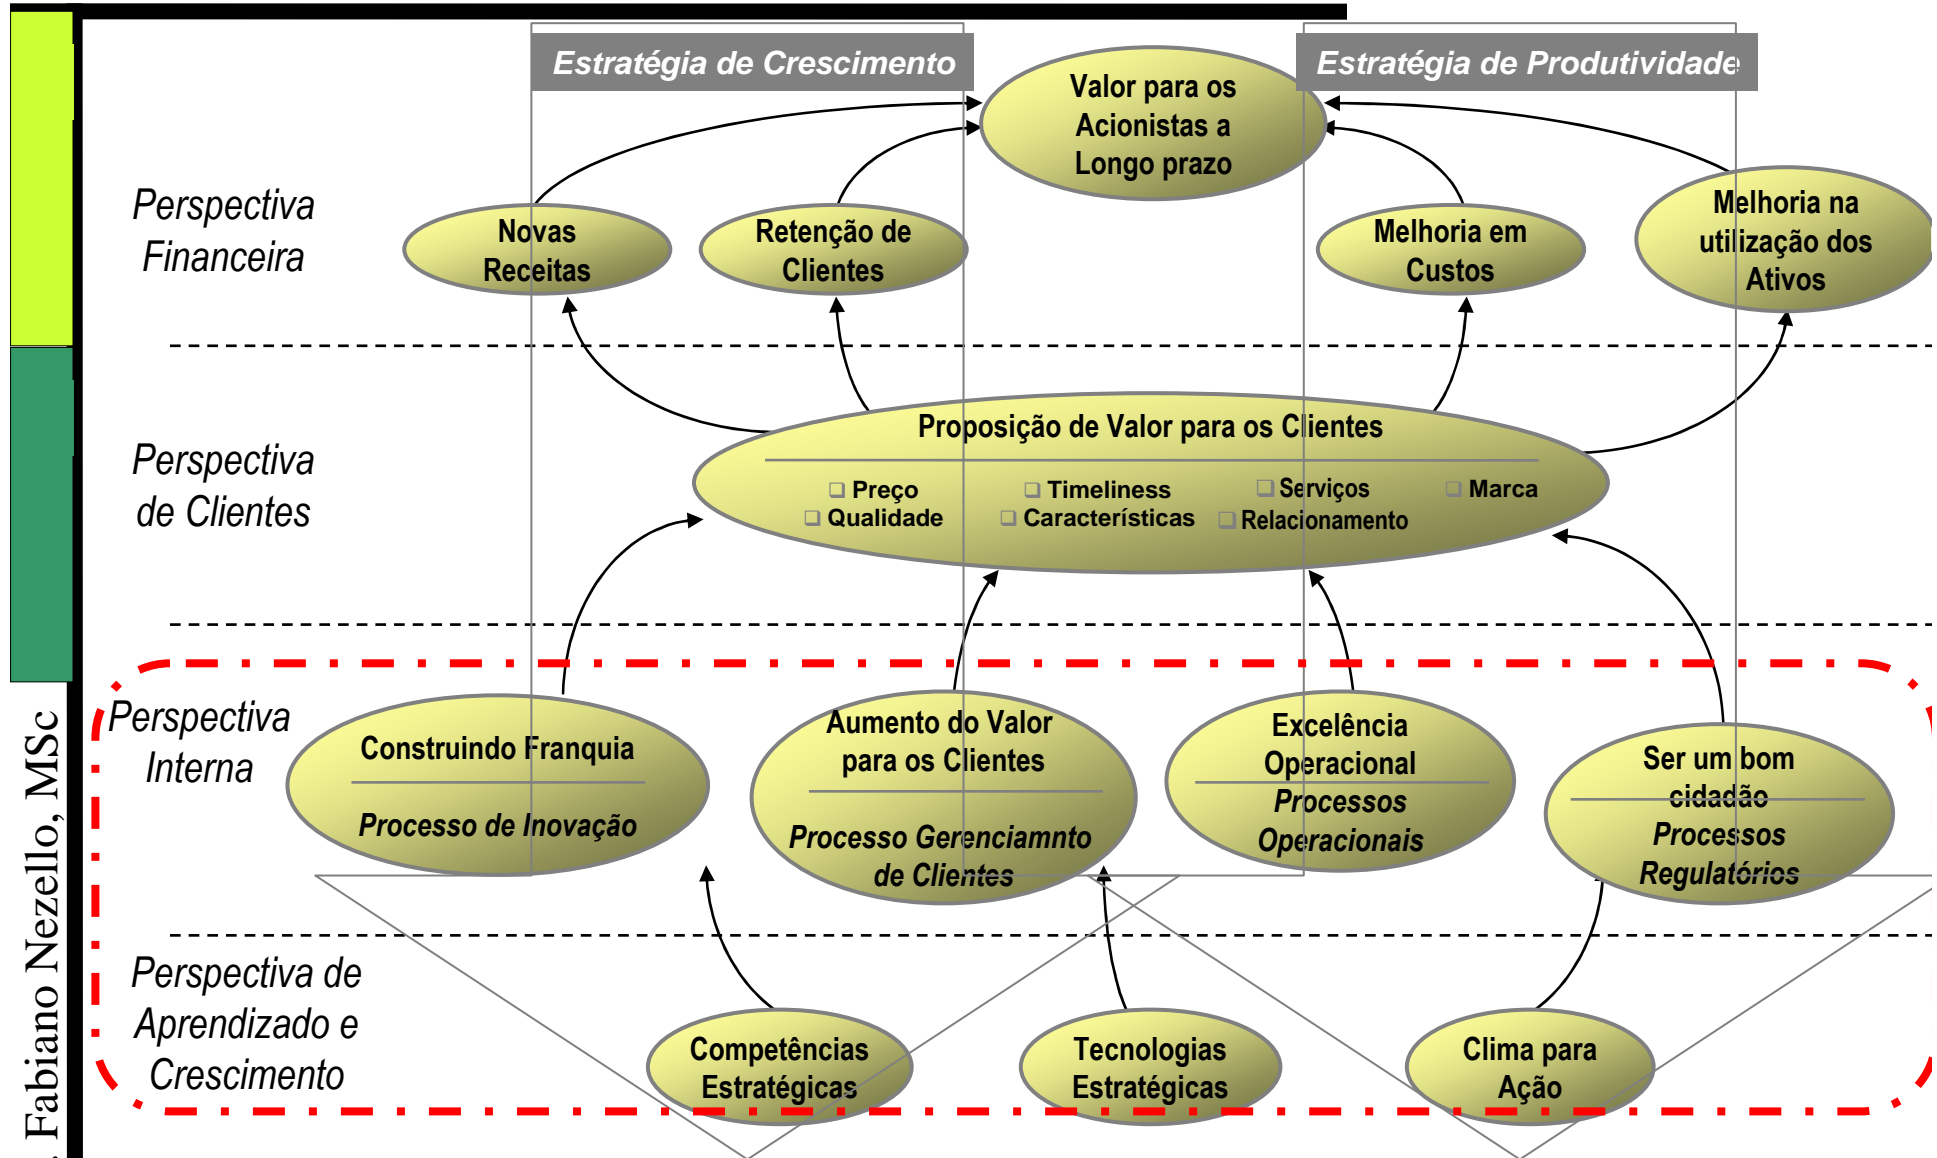 Estratégia de Crescimento
Estratégia de Produtividade
Valor para os
Acionistas a
Longo prazo
Perspectiva
Financeira
Novas
Receitas
Retenção de
Clientes
Melhoria em
Custos
Melhoria na
utilização dos
Ativos
Perspectiva
de Clientes
Proposição de Valor para os Clientes
❑ Preço
❑ Timeliness
❑ Serviços
❑ Marca
❑ Qualidade
❑ Características
❑ Relacionamento
Perspectiva
Interna
Construindo Franquia
Processo de Inovação
Aumento do Valor
para os Clientes
Processo Gerenciamnto
de Clientes
Excelência
Operacional
Processos
Operacionais
Ser um bom
cidadão
Processos
Regulatórios
Perspectiva de
Aprendizado e
Crescimento
Competências
Estratégicas
Tecnologias
Estratégicas
Clima para
Ação
. Fabiano Nezello, MSc